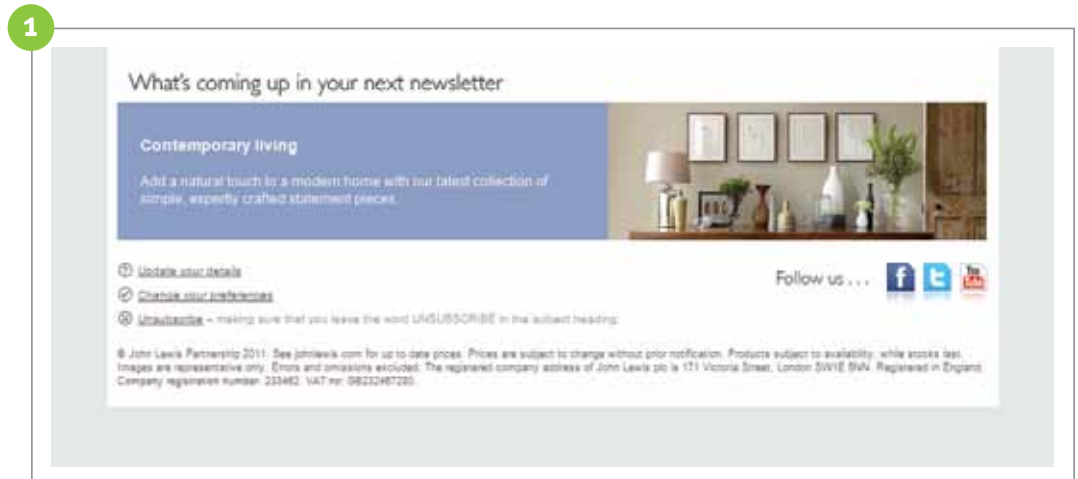 1
What's coming up in your next newsletter
Contemporary living
Add a natural touch to a modern home with our latest collection of
simple, expertly crafted statement pieces.
Update your details
Follow us . . .
f
t
You
Tube
Change your preferences
Unsubscribe – making sure that you leave the word UNSUBSCRIBE in the subject heading.
© John Lewis Partnership 2011. See johnlewis.com for up to date prices. Prices are subject to change without prior notification. Products subject to availability, while stocks last.
Images are representative only. Errors and omissions excluded. The registered company address of John Lewis plc is 171 Victoria Street, London SW1E 5NN. Registered in England.
Company registration number: 233462. VAT no: GB232457280.